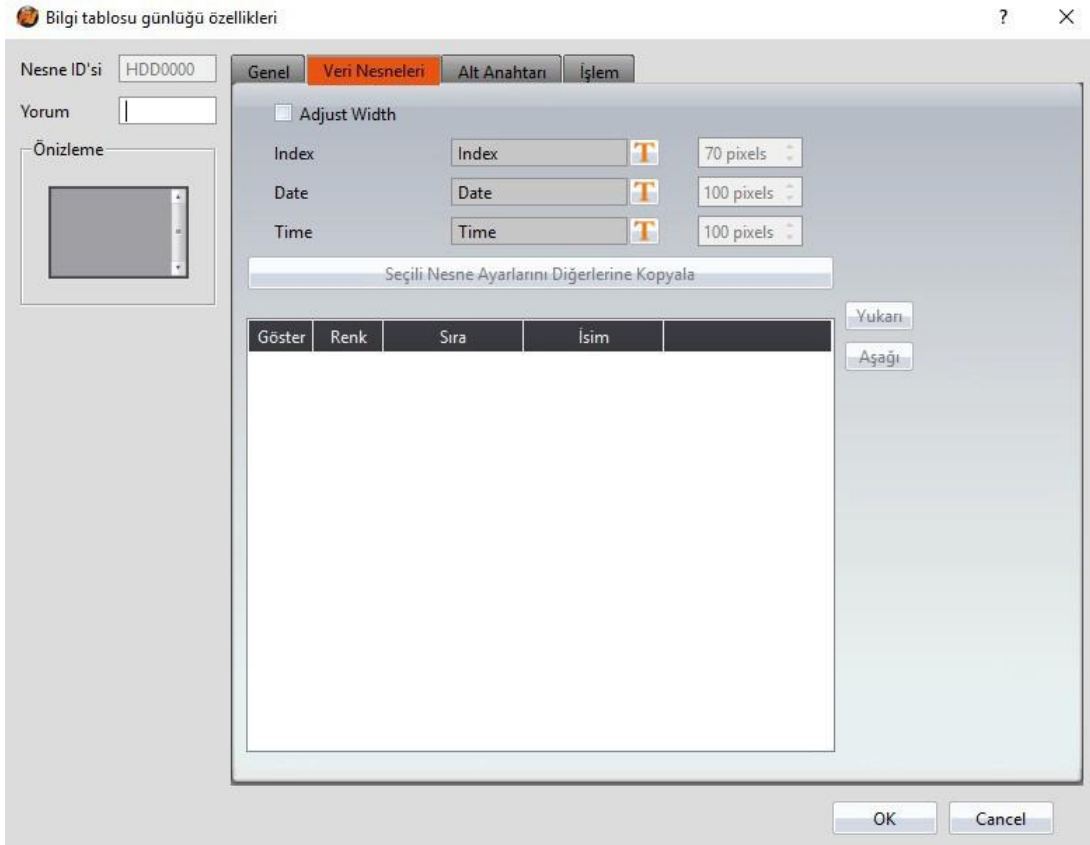 Bilgi tablosu günlüğü özellikleri
?
Nesne ID'si HDD0000
Yorum
Önizleme
Genel Veri Nesneleri Alt Anahtarı İşlem
Adjust Width
Index Index T 70 pixels
Date Date T 100 pixels
Time Time T 100 pixels
Seçili Nesne Ayarlarını Diğerlerine Kopyala
Göster Renk Sıra İsim
Yukarı
Aşağı
OK Cancel